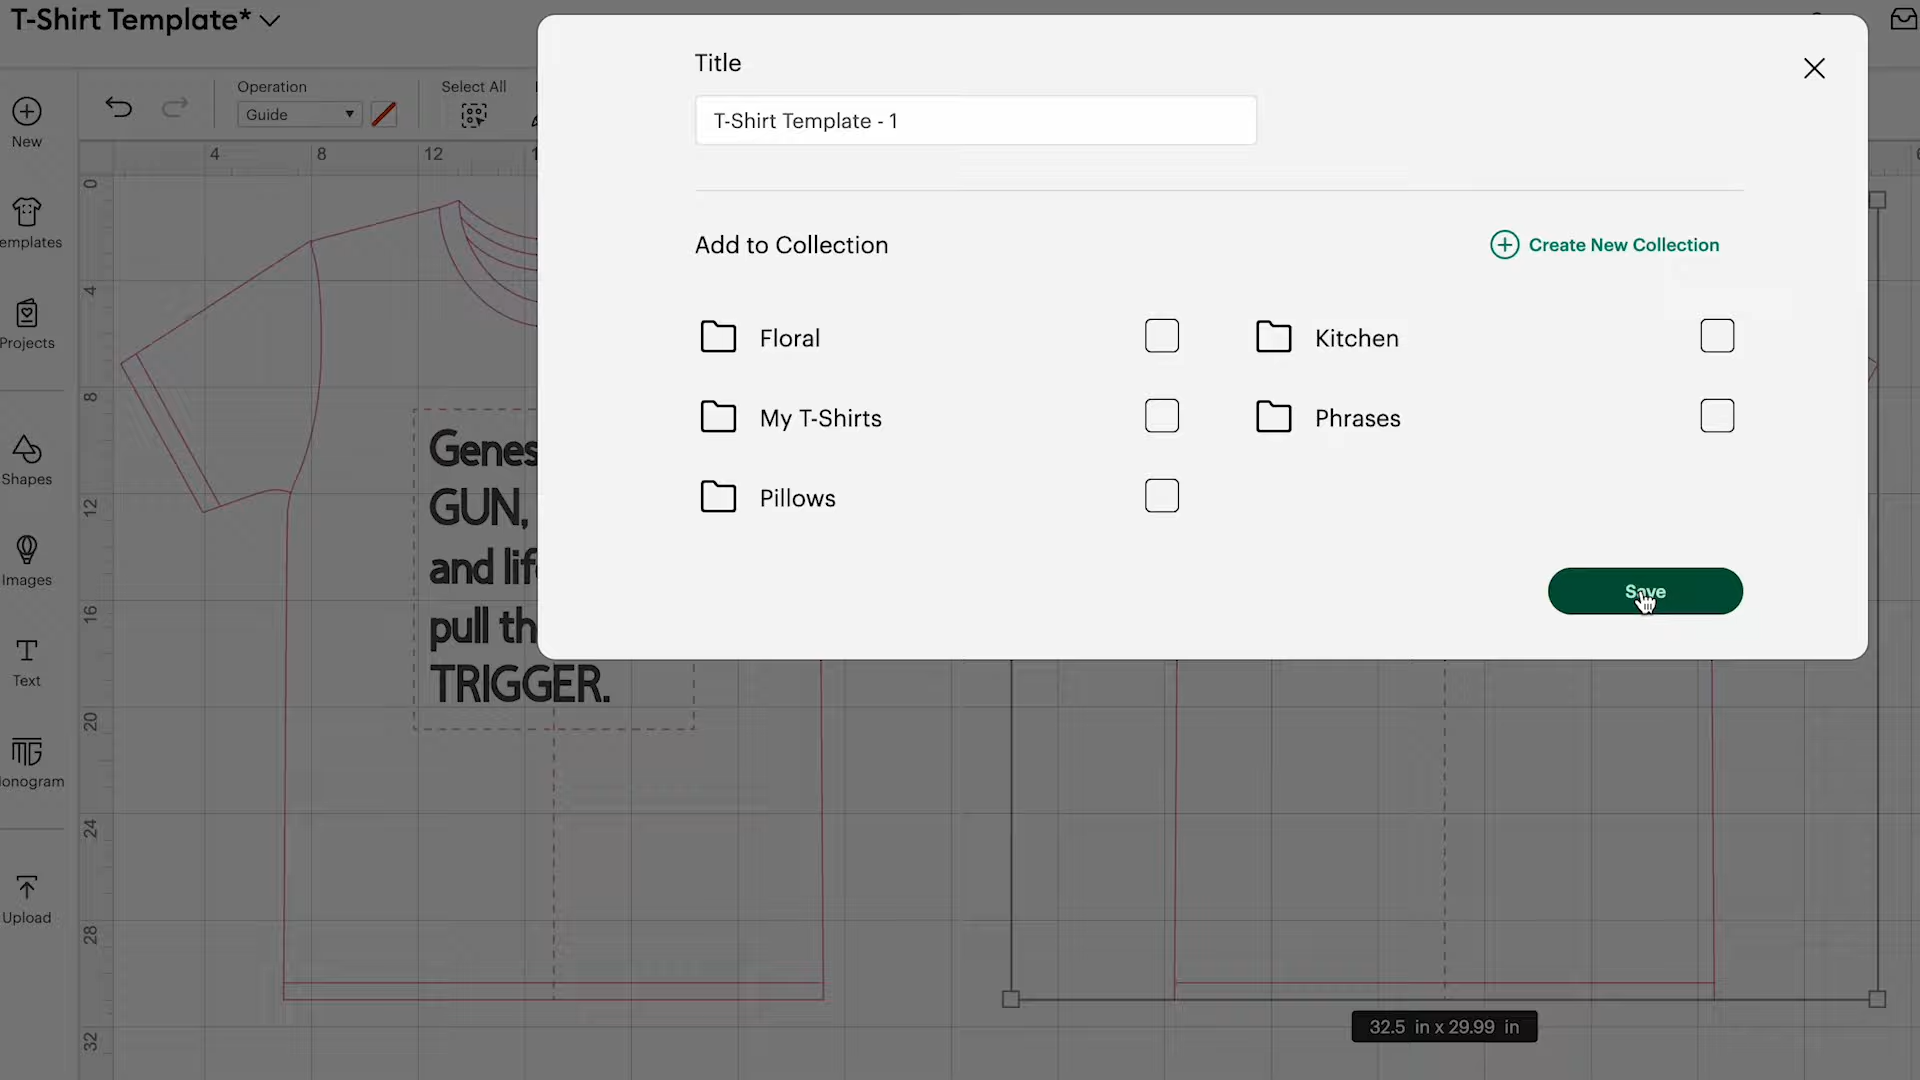 T-Shirt Template*
Title
T-Shirt Template - 1
Operation
Guide
Select All
New
4
8
12
0
Add to Collection
Create New Collection
emplates
4
Projects
Floral
Kitchen
8
My T-Shirts
Phrases
Shapes
Genes
12
GUN,
Pillows
Images
and life
16
Save
pull th
Text
TRIGGER.
20
onogram
24
Upload
28
32
32.5 in x 29.99 in